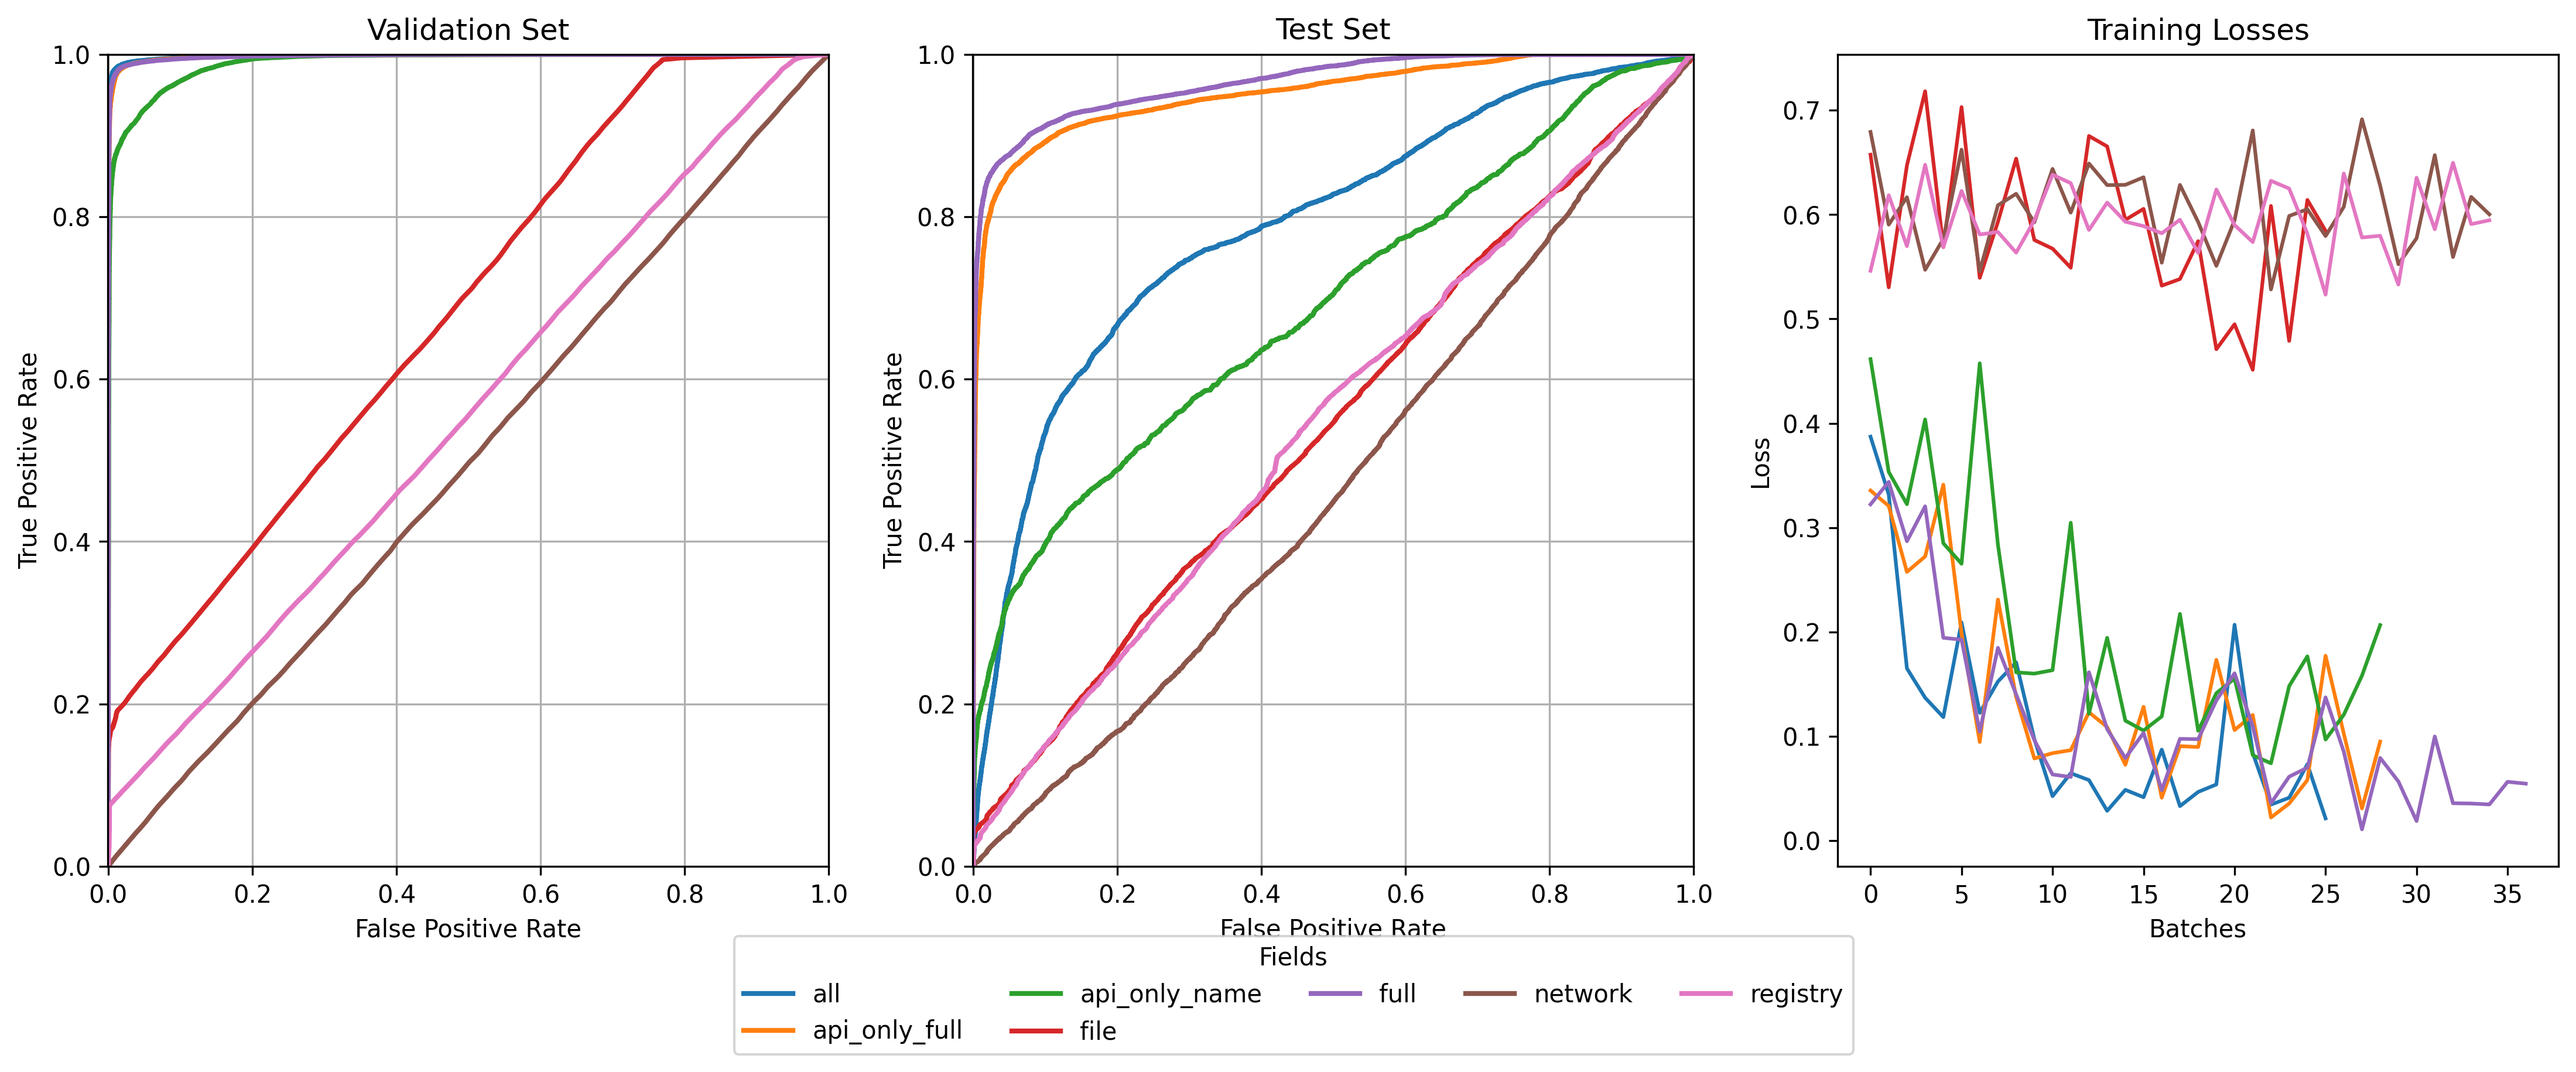 Validation Set
1.0
0.8
0.6
0.4
0.2
0.0
True Positive Rate
0.0 0.2 0.4 0.6 0.8 1.0
False Positive Rate
Test Set
1.0
0.8
0.6
0.4
0.2
0.0
True Positive Rate
0.0 0.2 0.4 0.6 0.8 1.0
False Positive Rate
Training Losses
0.7
0.6
0.5
0.4
0.3
0.2
0.1
0.0
Loss
0 5 10 15 20 25 30 35
Batches
Fields
all api_only_name full network registry
api_only_full file